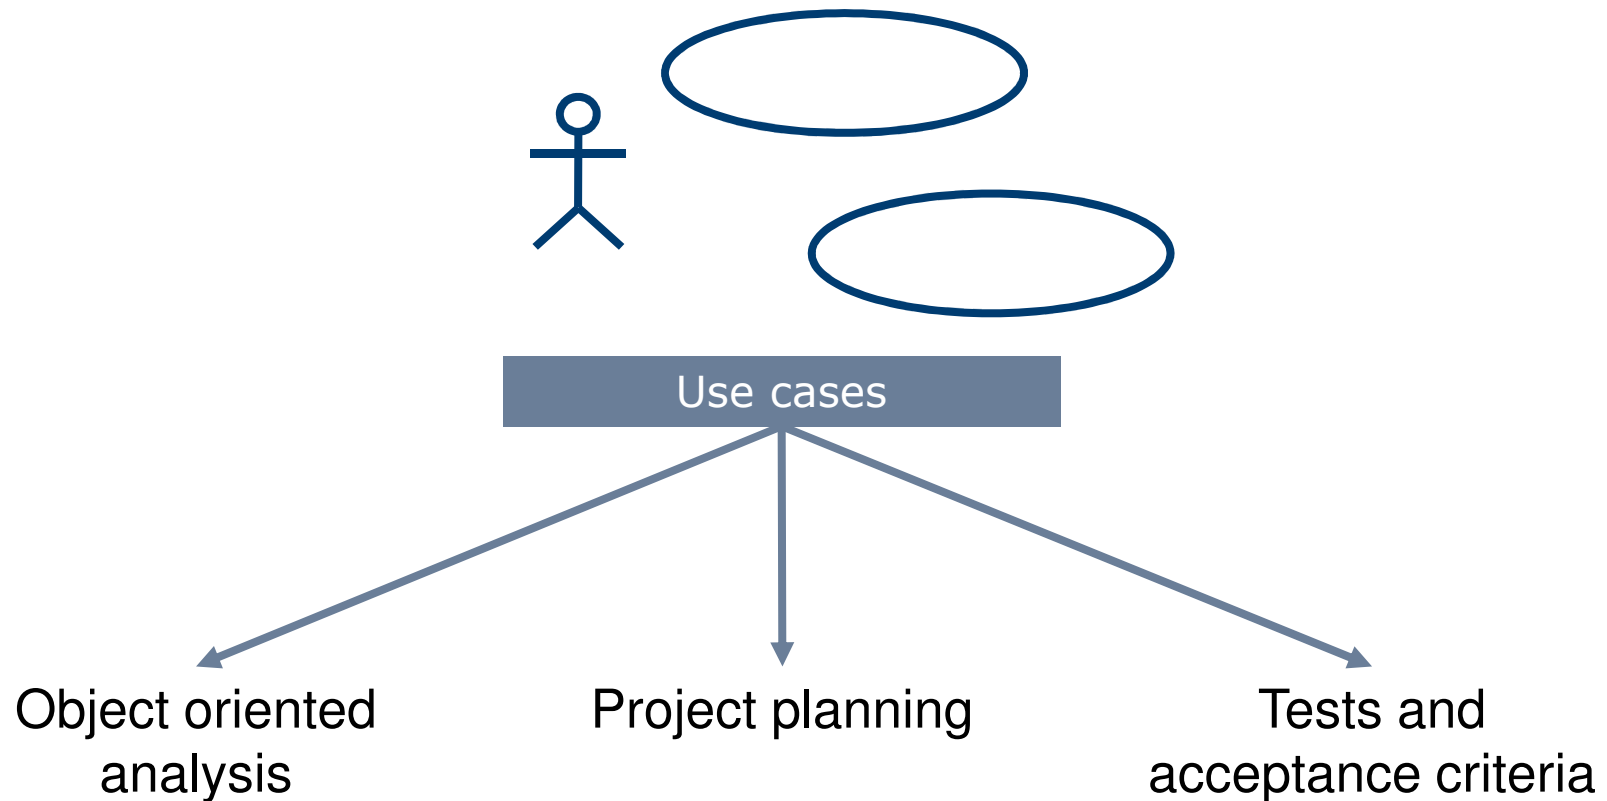 Use cases
Object oriented
analysis
Project planning
Tests and
acceptance criteria